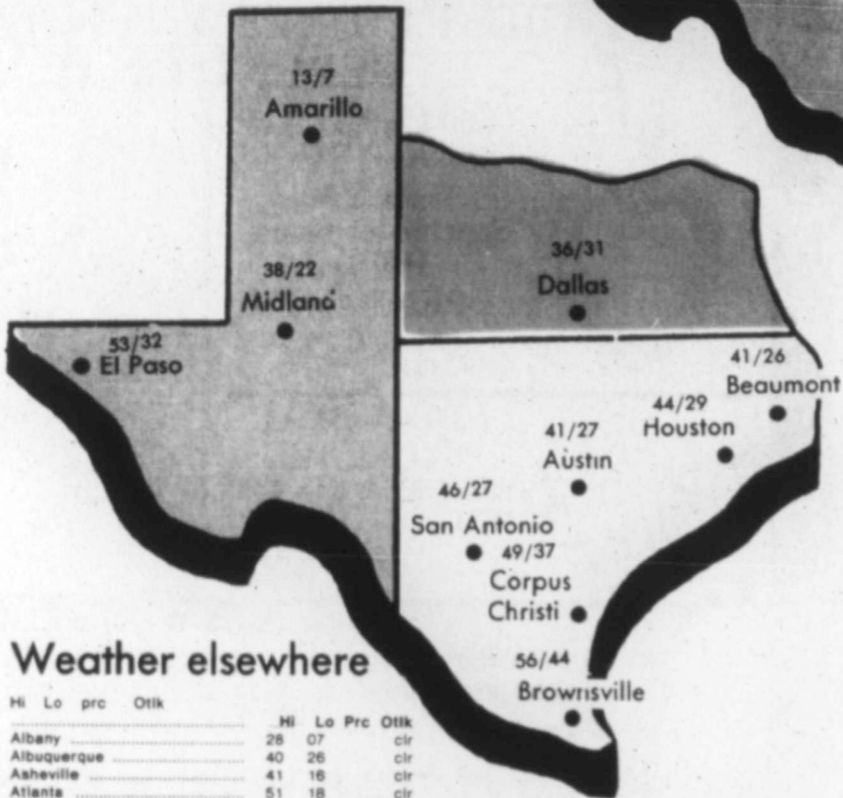 13/7
Amarillo
38/22
Midland
36/31
Dallas
53/32
El Paso
41/26
Beaumont
44/29
Houston
41/27
Austin
46/27
San Antonio
49/37
Corpus
Christi
56/44
Brownsville
Weather elsewhere
Hi Lo prc Otlk
Hi Lo Prc Otlk
Albany 28 07 clr
Albuquerque 40 26 clr
Asheville 41 16 clr
Atlanta 51 18 clr